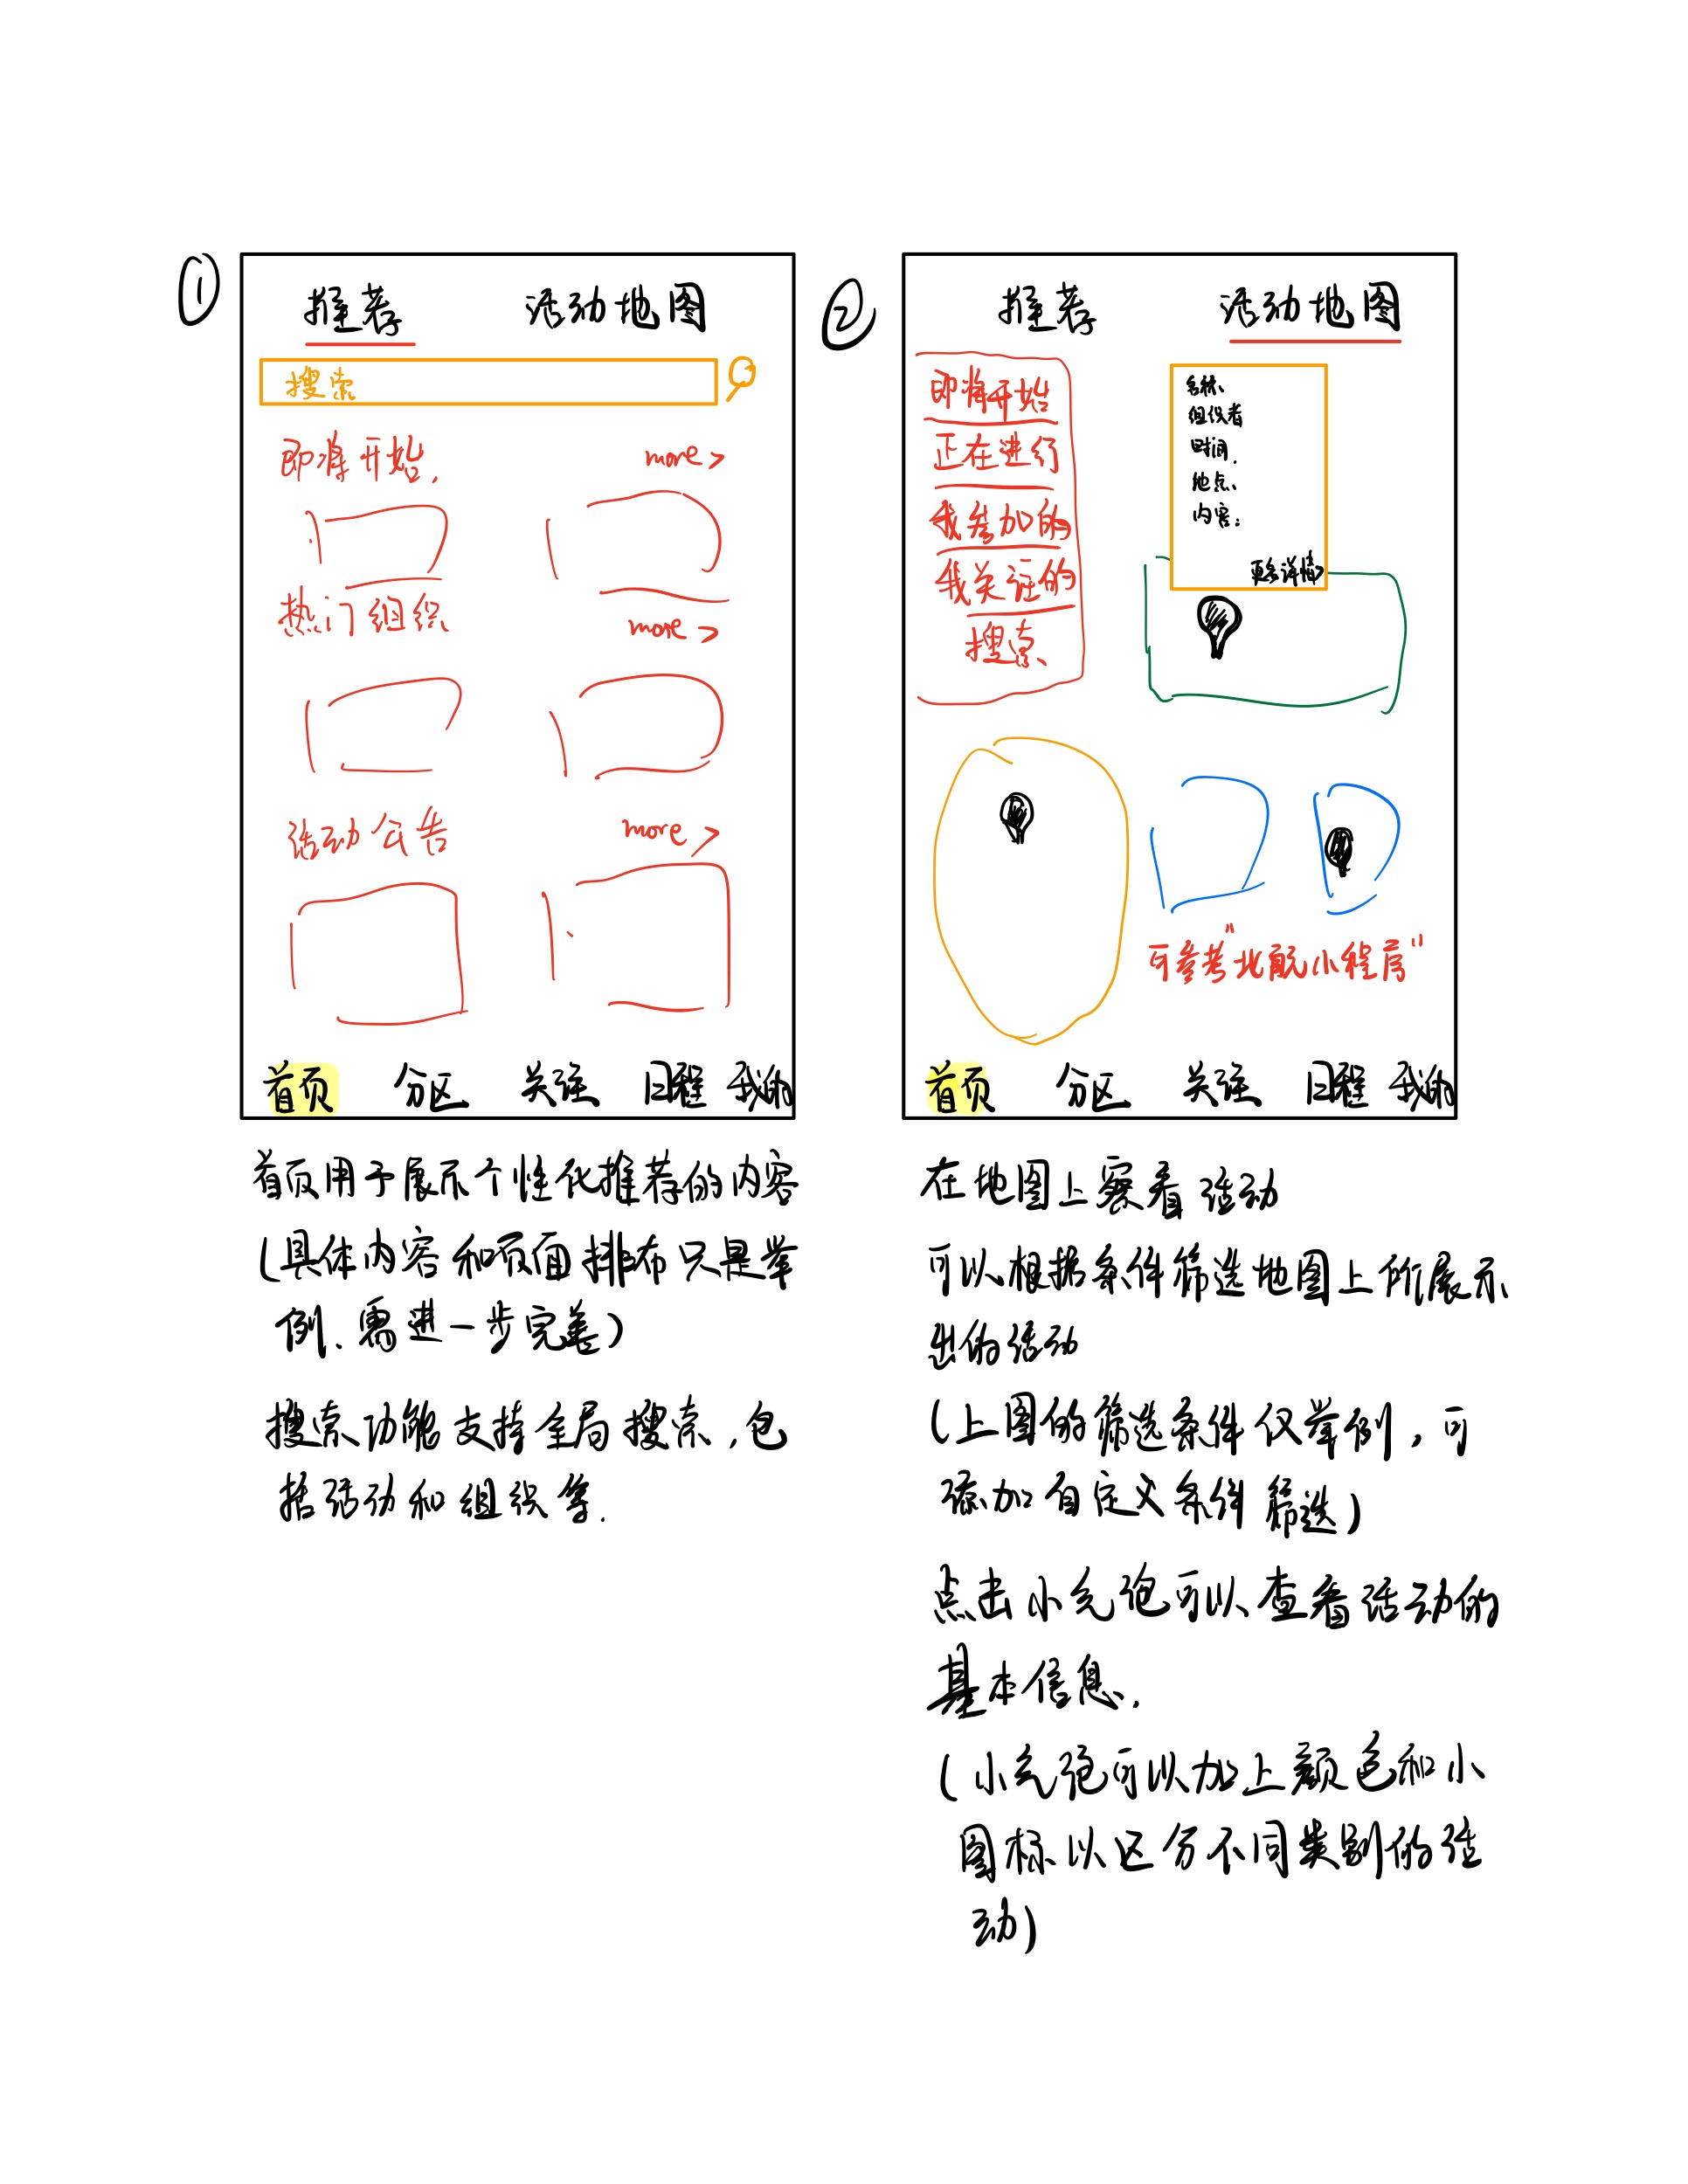 ①
推荐 活动地图
搜索
即将开始. more >
热门组织 more >
活动公告 more >
首页 分区 关注 日程 我的
首页用于展示个性化推荐的内容
(具体内容和页面排布只是举
例、需进一步完善)
搜索功能支持全局搜索,包
括活动和组织等.
②
推荐 活动地图
即将开始
正在进行
我参加的
我关注的
搜索
名称、
组织者
时间.
地点、
内容:
更多详情>
可参考“北航小程序”
首页 分区 关注 日程 我的
在地图上察看活动
可以根据条件筛选地图上所展示
出的活动
(上图的筛选条件仅举例,可
添加自定义条件筛选)
点击小气泡可以查看活动的
基本信息.
(小气泡可以加上颜色和小
图标以区分不同类别的活
动)